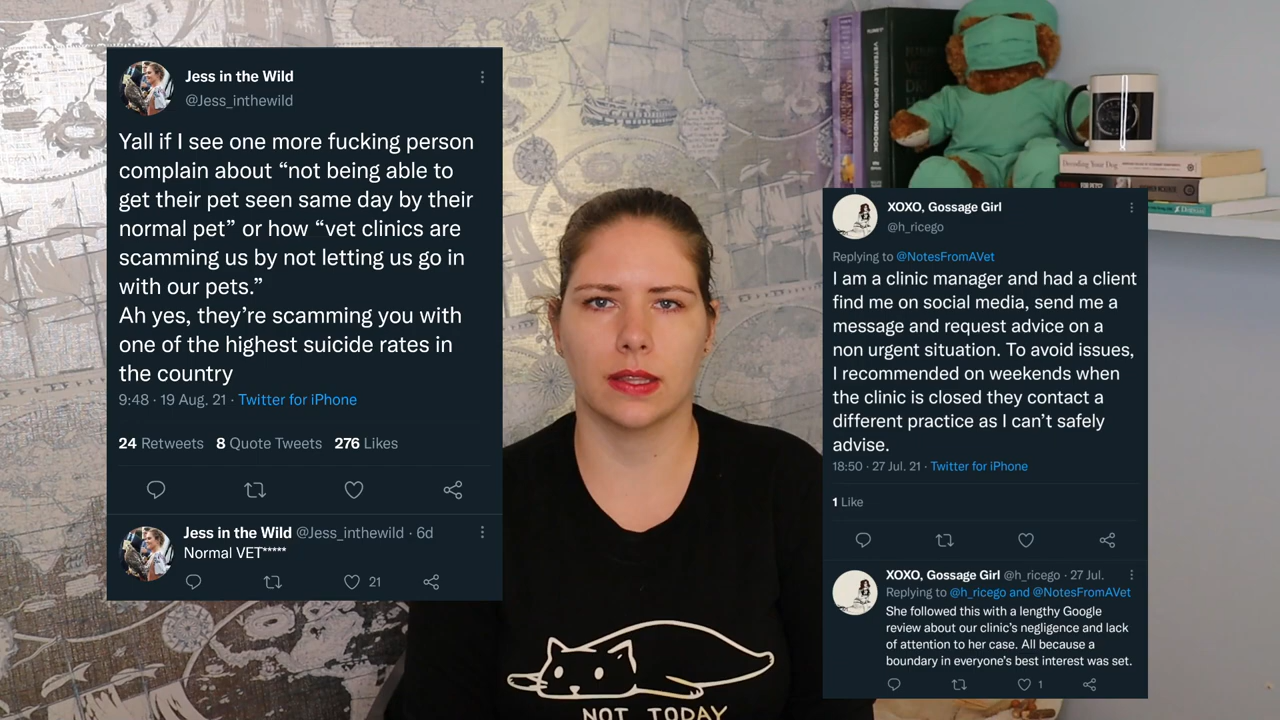 Jess in the Wild
@Jess_inthewild
Yall if I see one more fucking person
complain about “not being able to
get their pet seen same day by their
normal pet” or how “vet clinics are
scamming us by not letting us go in
with our pets.”
Ah yes, they’re scamming you with
one of the highest suicide rates in
the country
9:48 · 19 Aug. 21 · Twitter for iPhone
24 Retweets 8 Quote Tweets 276 Likes
Jess in the Wild @Jess_inthewild · 6d
Normal VET*****
21
XOXO, Gossage Girl
@h_ricego
Replying to @NotesFromAVet
I am a clinic manager and had a client
find me on social media, send me a
message and request advice on a
non urgent situation. To avoid issues,
I recommended on weekends when
the clinic is closed they contact a
different practice as I can’t safely
advise.
18:50 · 27 Jul. 21 · Twitter for iPhone
1 Like
XOXO, Gossage Girl @h_ricego · 27 Jul.
Replying to @h_ricego and @NotesFromAVet
She followed this with a lengthy Google
review about our clinic’s negligence and lack
of attention to her case. All because a
boundary in everyone’s best interest was set.
1
VETERINARY DRUG HANDBOOK
Decoding Your Dog
NOT TODAY